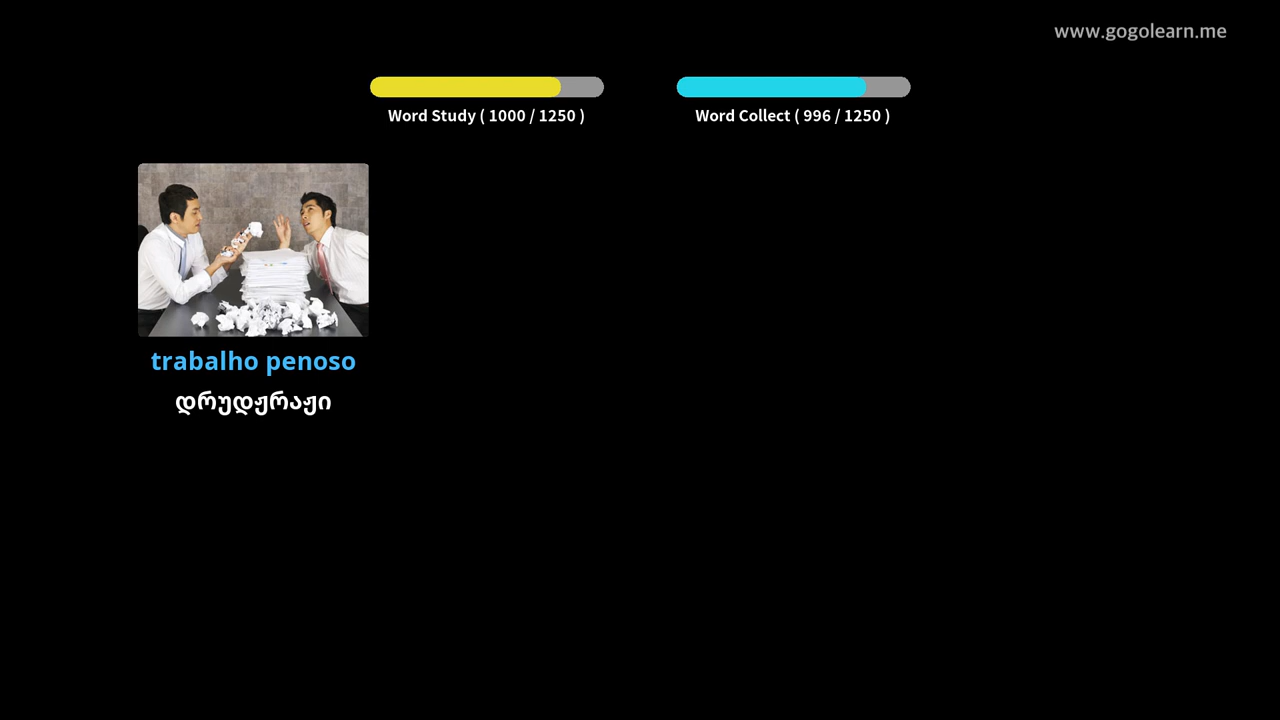 www.gogolearn.me
Word Study ( 1000 / 1250 )
Word Collect ( 996 / 1250 )
trabalho penoso
დრუდჟრაჟი